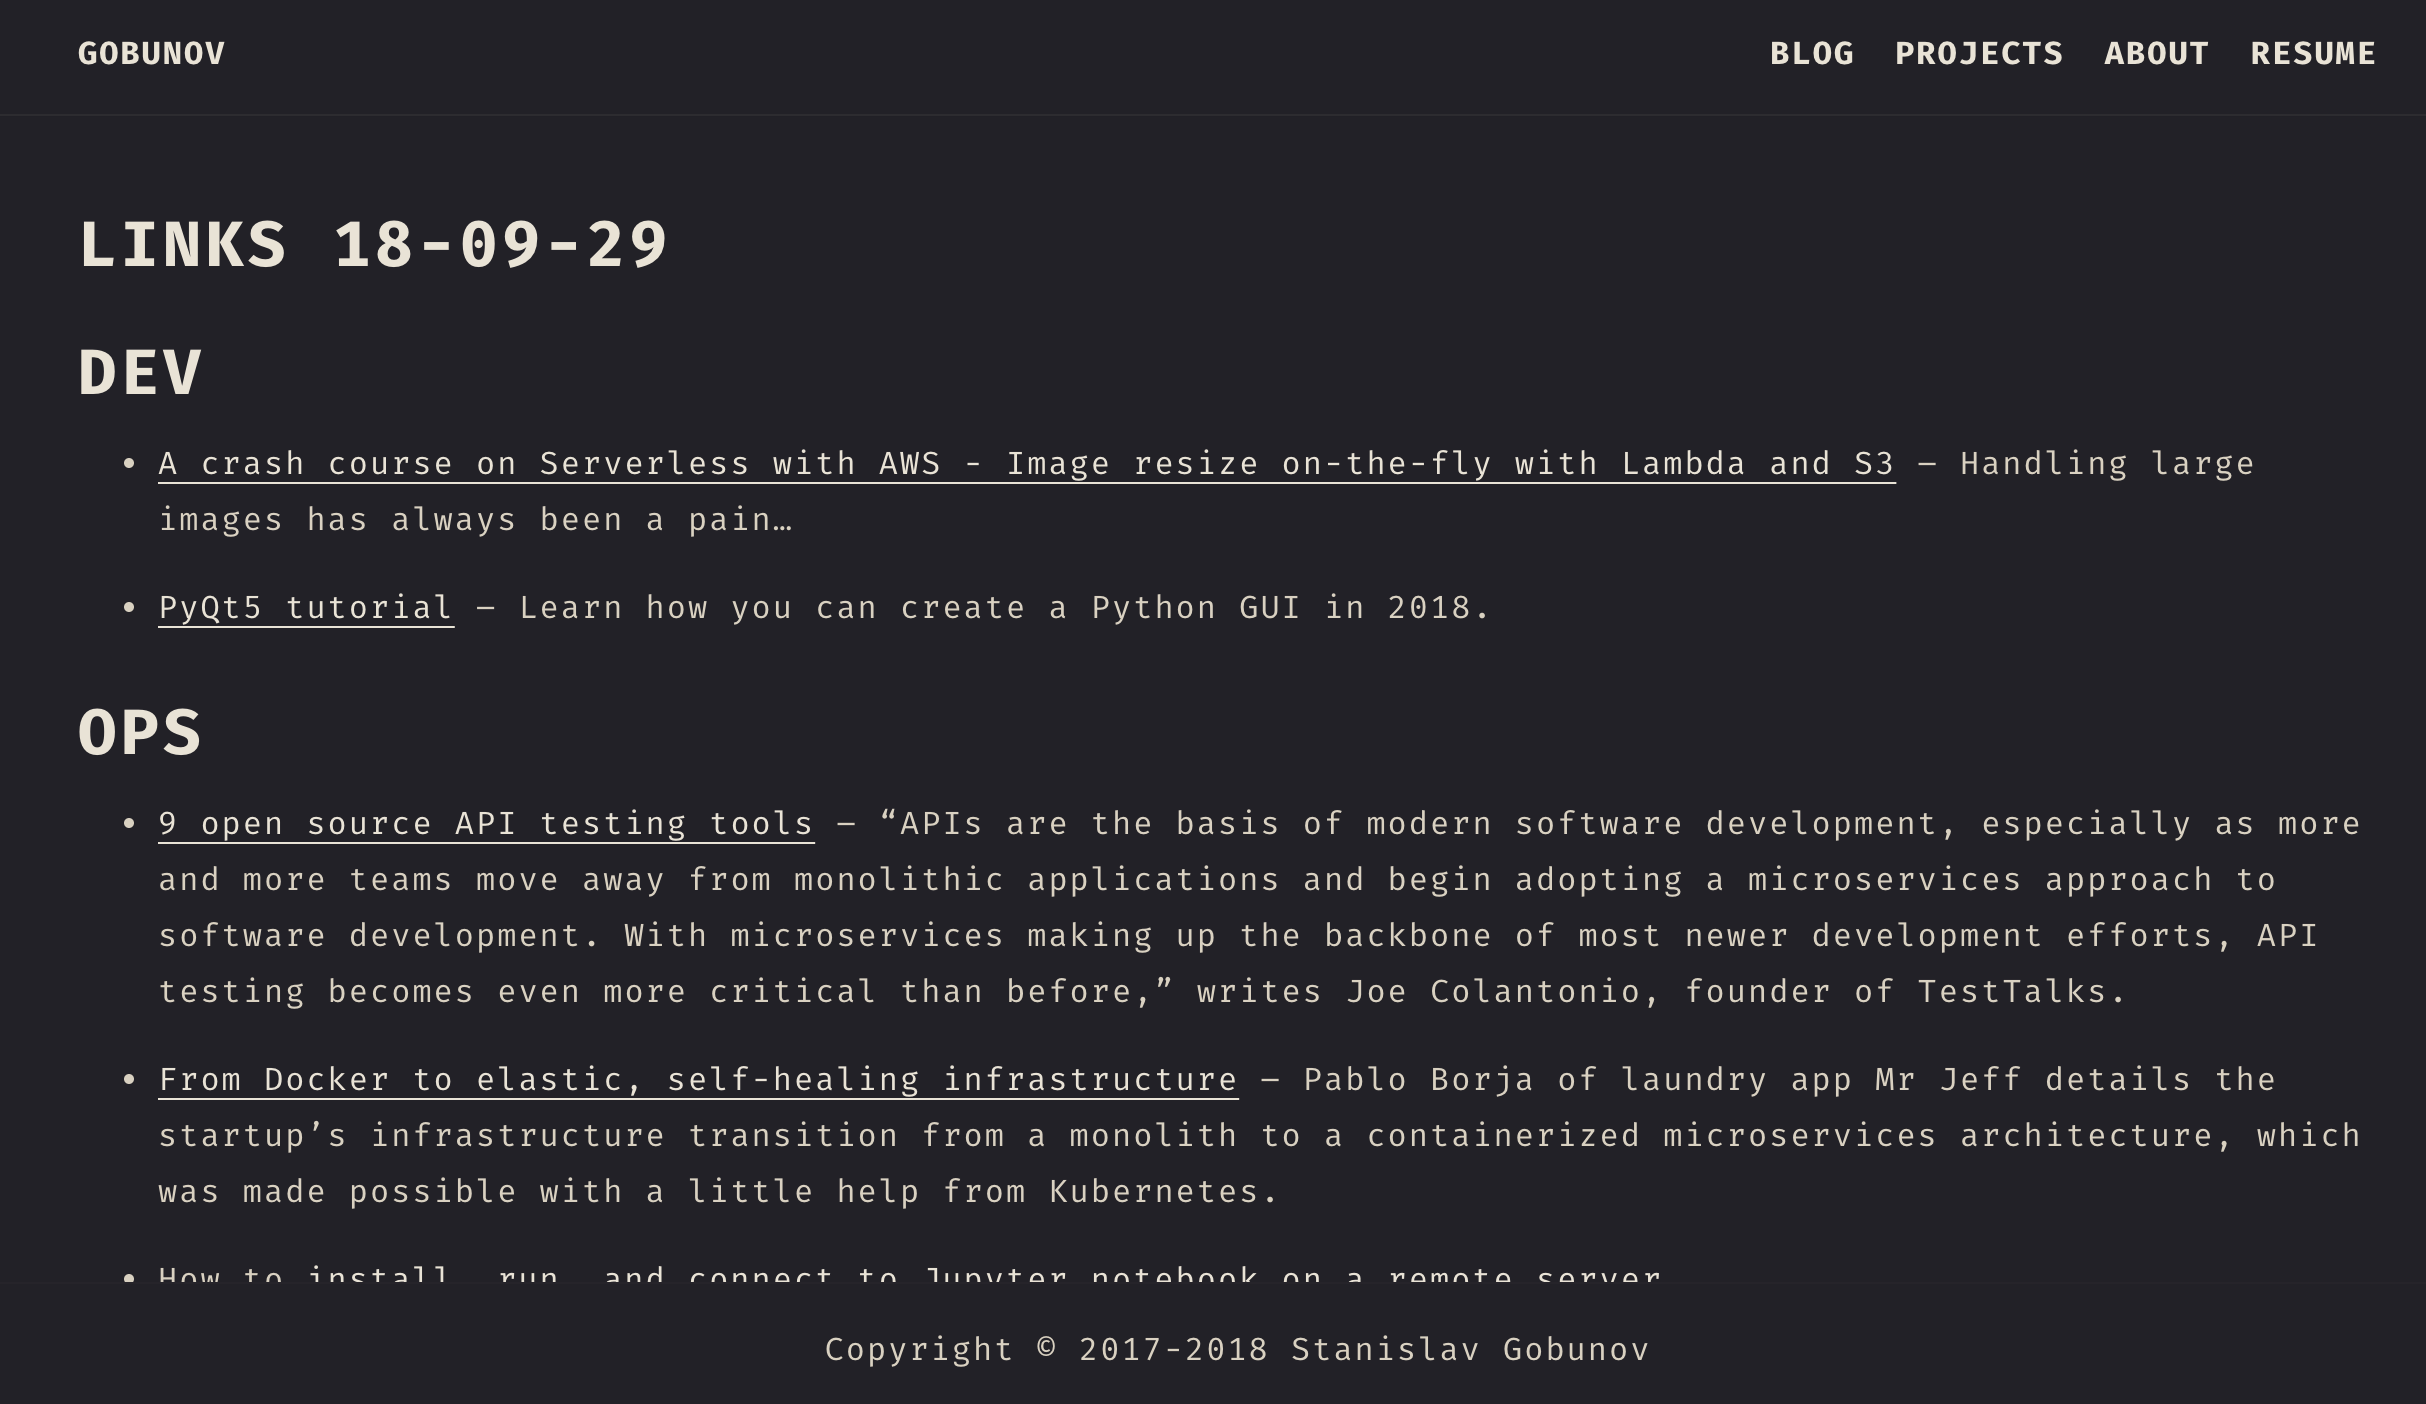 GOBUNOV
BLOG PROJECTS ABOUT RESUME
LINKS 18-09-29
DEV
• A crash course on Serverless with AWS - Image resize on-the-fly with Lambda and S3 – Handling large
images has always been a pain…
• PyQt5 tutorial – Learn how you can create a Python GUI in 2018.
OPS
• 9 open source API testing tools – “APIs are the basis of modern software development, especially as more
and more teams move away from monolithic applications and begin adopting a microservices approach to
software development. With microservices making up the backbone of most newer development efforts, API
testing becomes even more critical than before,” writes Joe Colantonio, founder of TestTalks.
• From Docker to elastic, self-healing infrastructure – Pablo Borja of laundry app Mr Jeff details the
startup’s infrastructure transition from a monolith to a containerized microservices architecture, which
was made possible with a little help from Kubernetes.
• How to install, run, and connect to Jupyter notebook on a remote server
Copyright © 2017-2018 Stanislav Gobunov